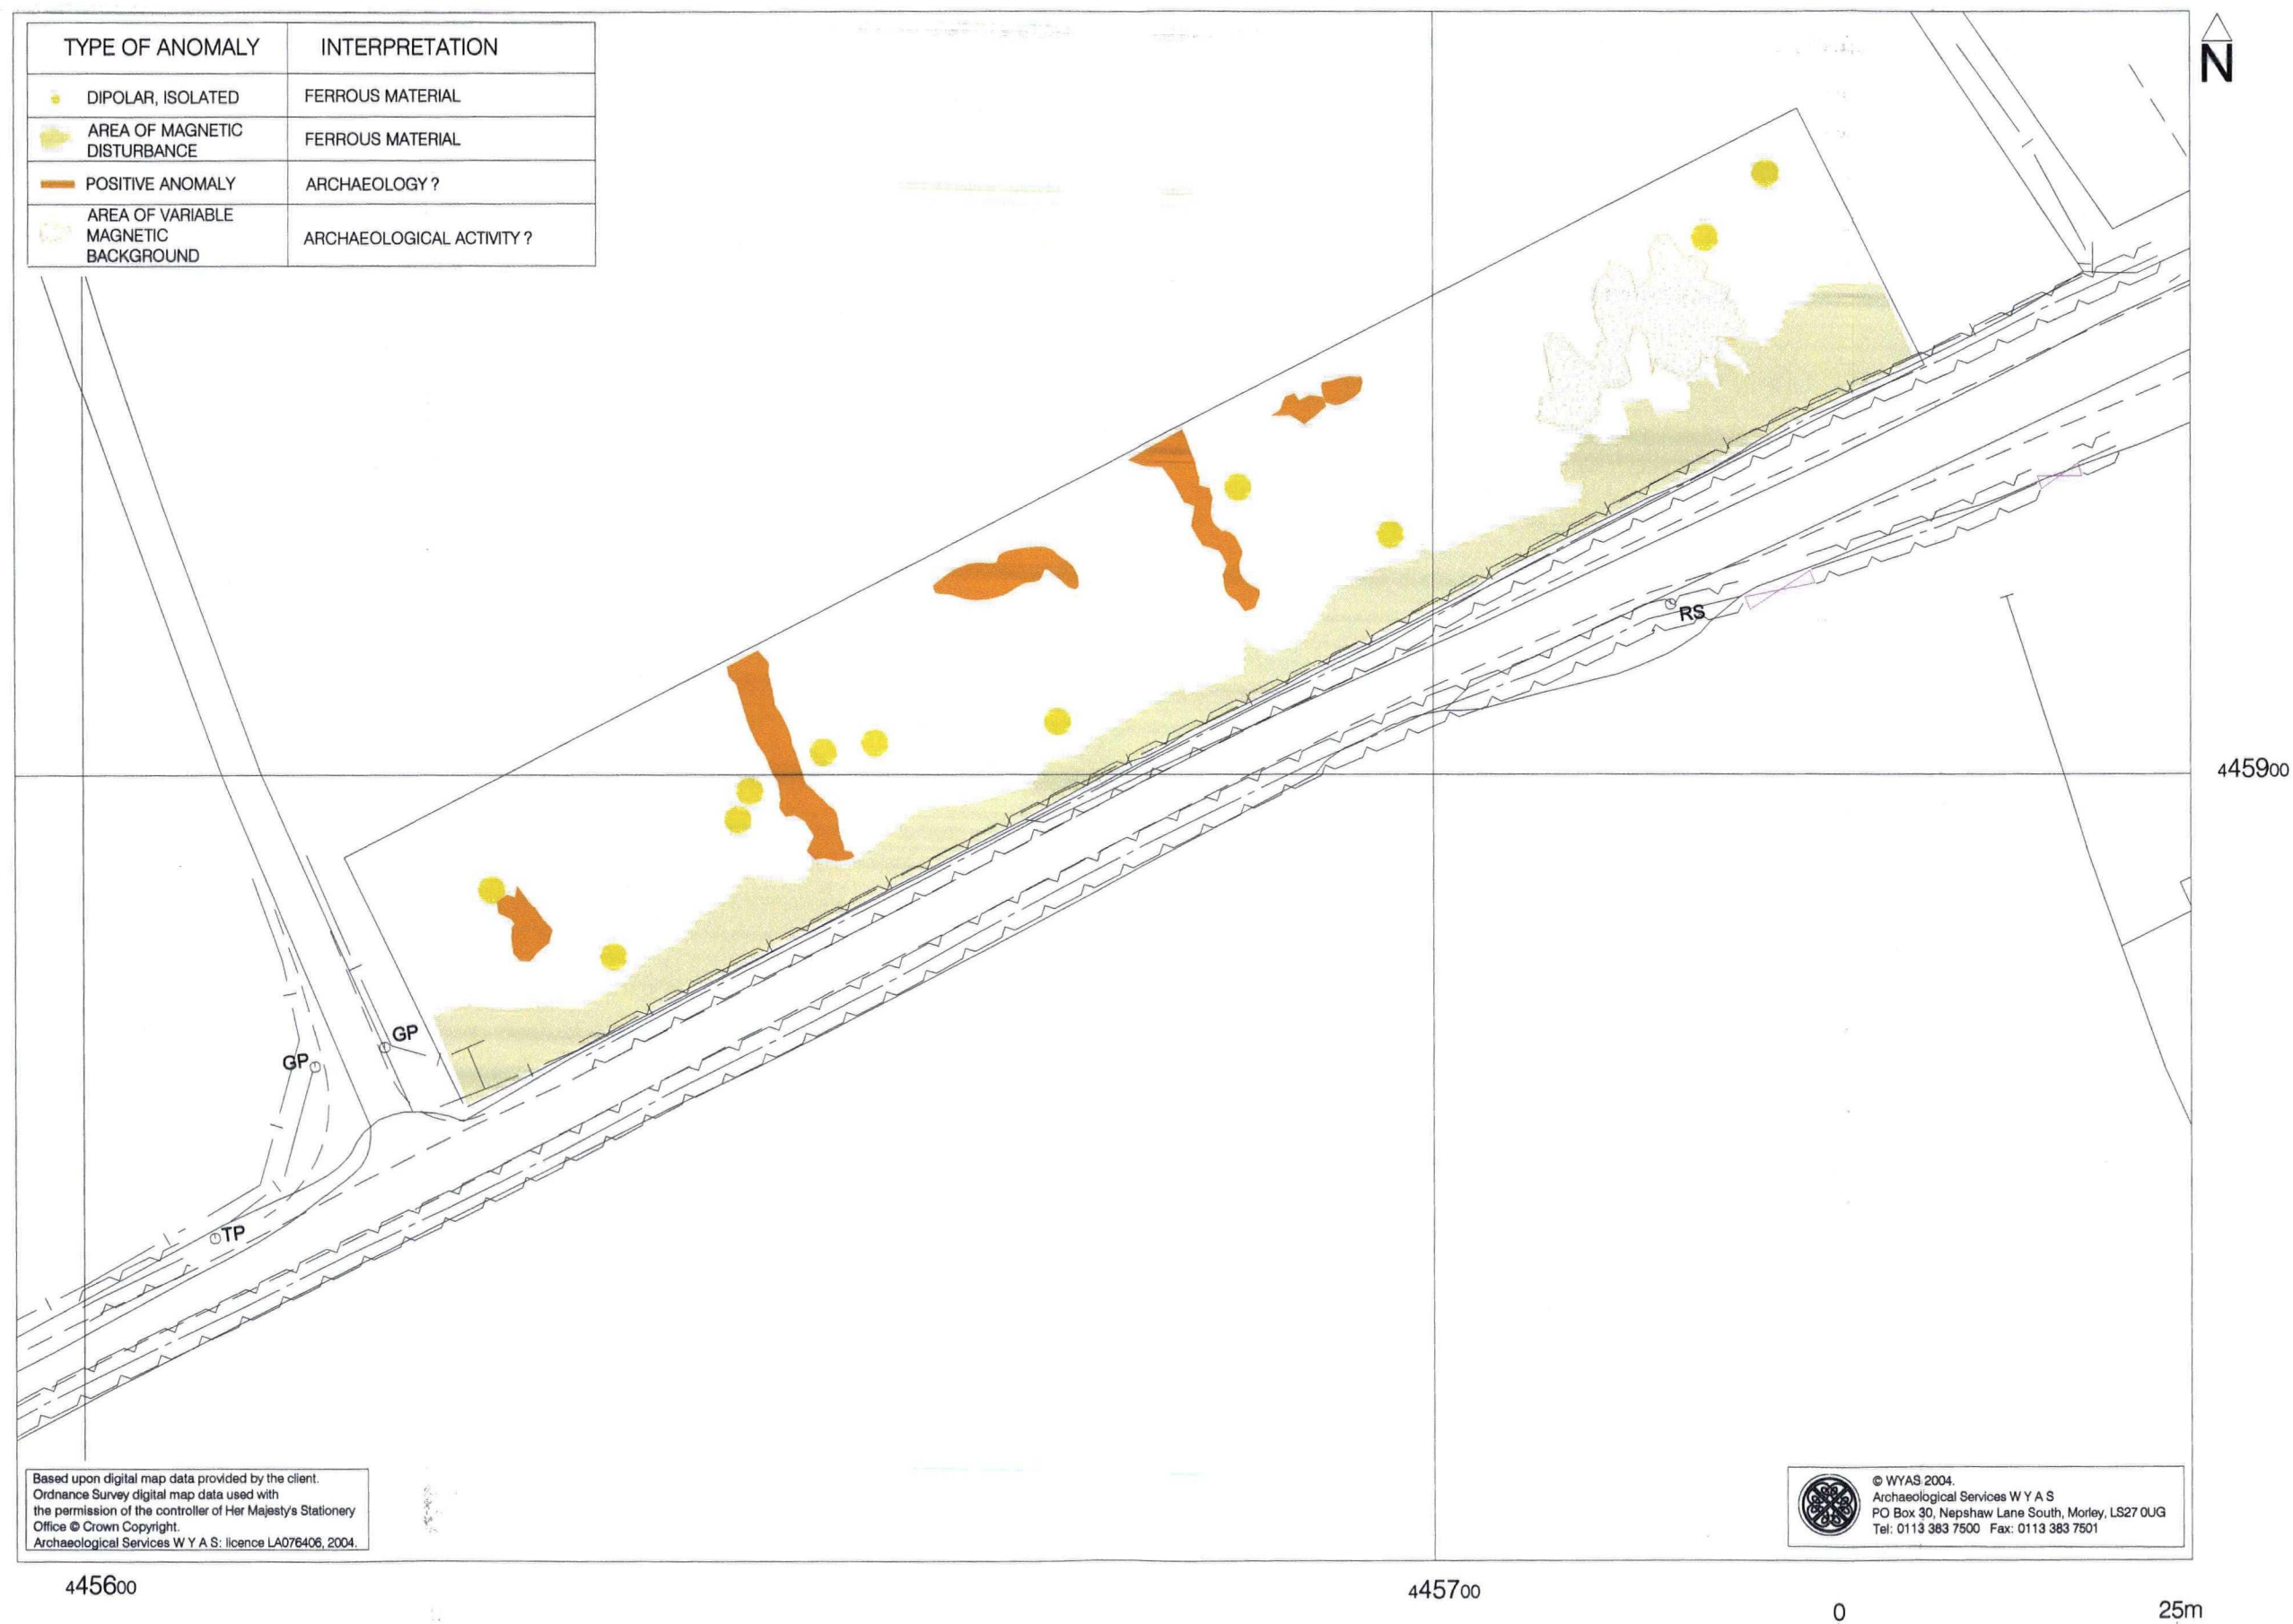 TYPE OF ANOMALY
INTERPRETATION
DIPOLAR, ISOLATED
FERROUS MATERIAL
AREA OF MAGNETIC
DISTURBANCE
FERROUS MATERIAL
POSITIVE ANOMALY
ARCHAEOLOGY ?
AREA OF VARIABLE
MAGNETIC
BACKGROUND
ARCHAEOLOGICAL ACTIVITY ?
N
RS
445900
GP
GP
TP
Based upon digital map data provided by the client.
Ordnance Survey digital map data used with
the permission of the controller of Her Majesty's Stationery
Office © Crown Copyright.
Archaeological Services W Y A S: licence LA076406, 2004.
© WYAS 2004.
Archaeological Services W Y A S
PO Box 30, Nepshaw Lane South, Morley, LS27 0UG
Tel: 0113 383 7500 Fax: 0113 383 7501
445600
445700
0
25m